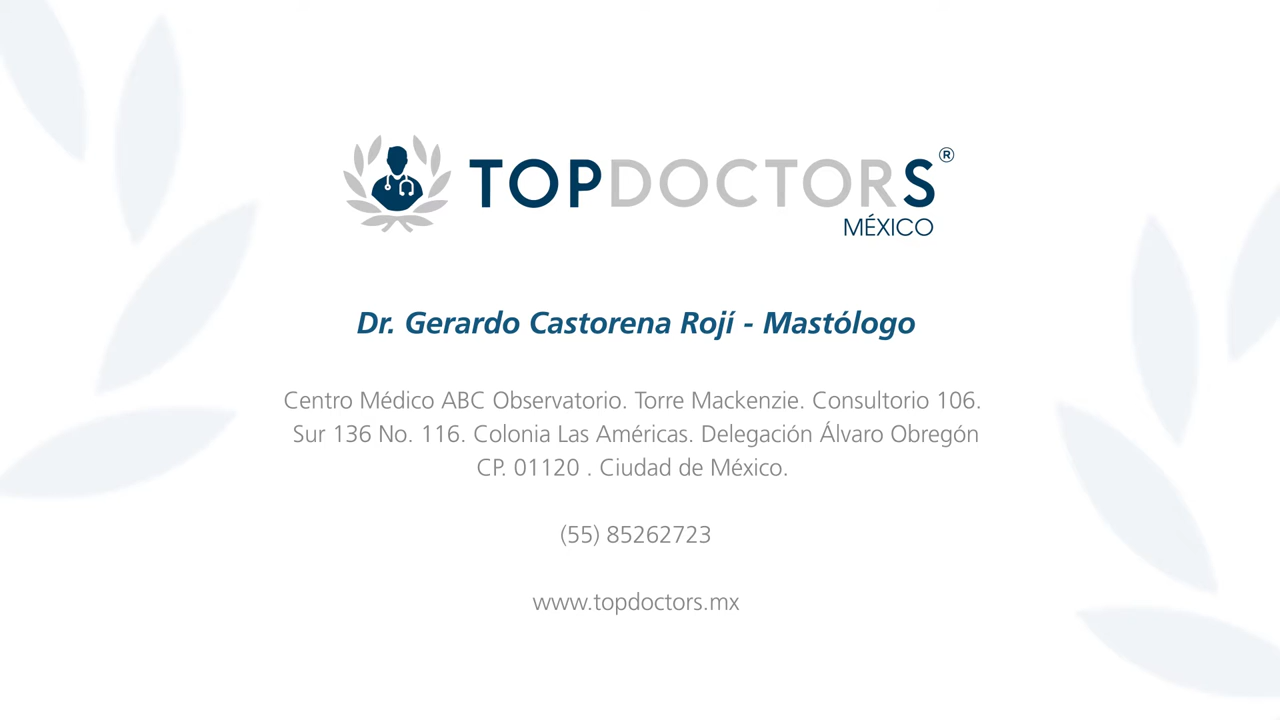 TOPDOCTORS®
MÉXICO
Dr. Gerardo Castorena Rojí - Mastólogo
Centro Médico ABC Observatorio. Torre Mackenzie. Consultorio 106.
Sur 136 No. 116. Colonia Las Américas. Delegación Álvaro Obregón
CP. 01120 . Ciudad de México.
(55) 85262723
www.topdoctors.mx